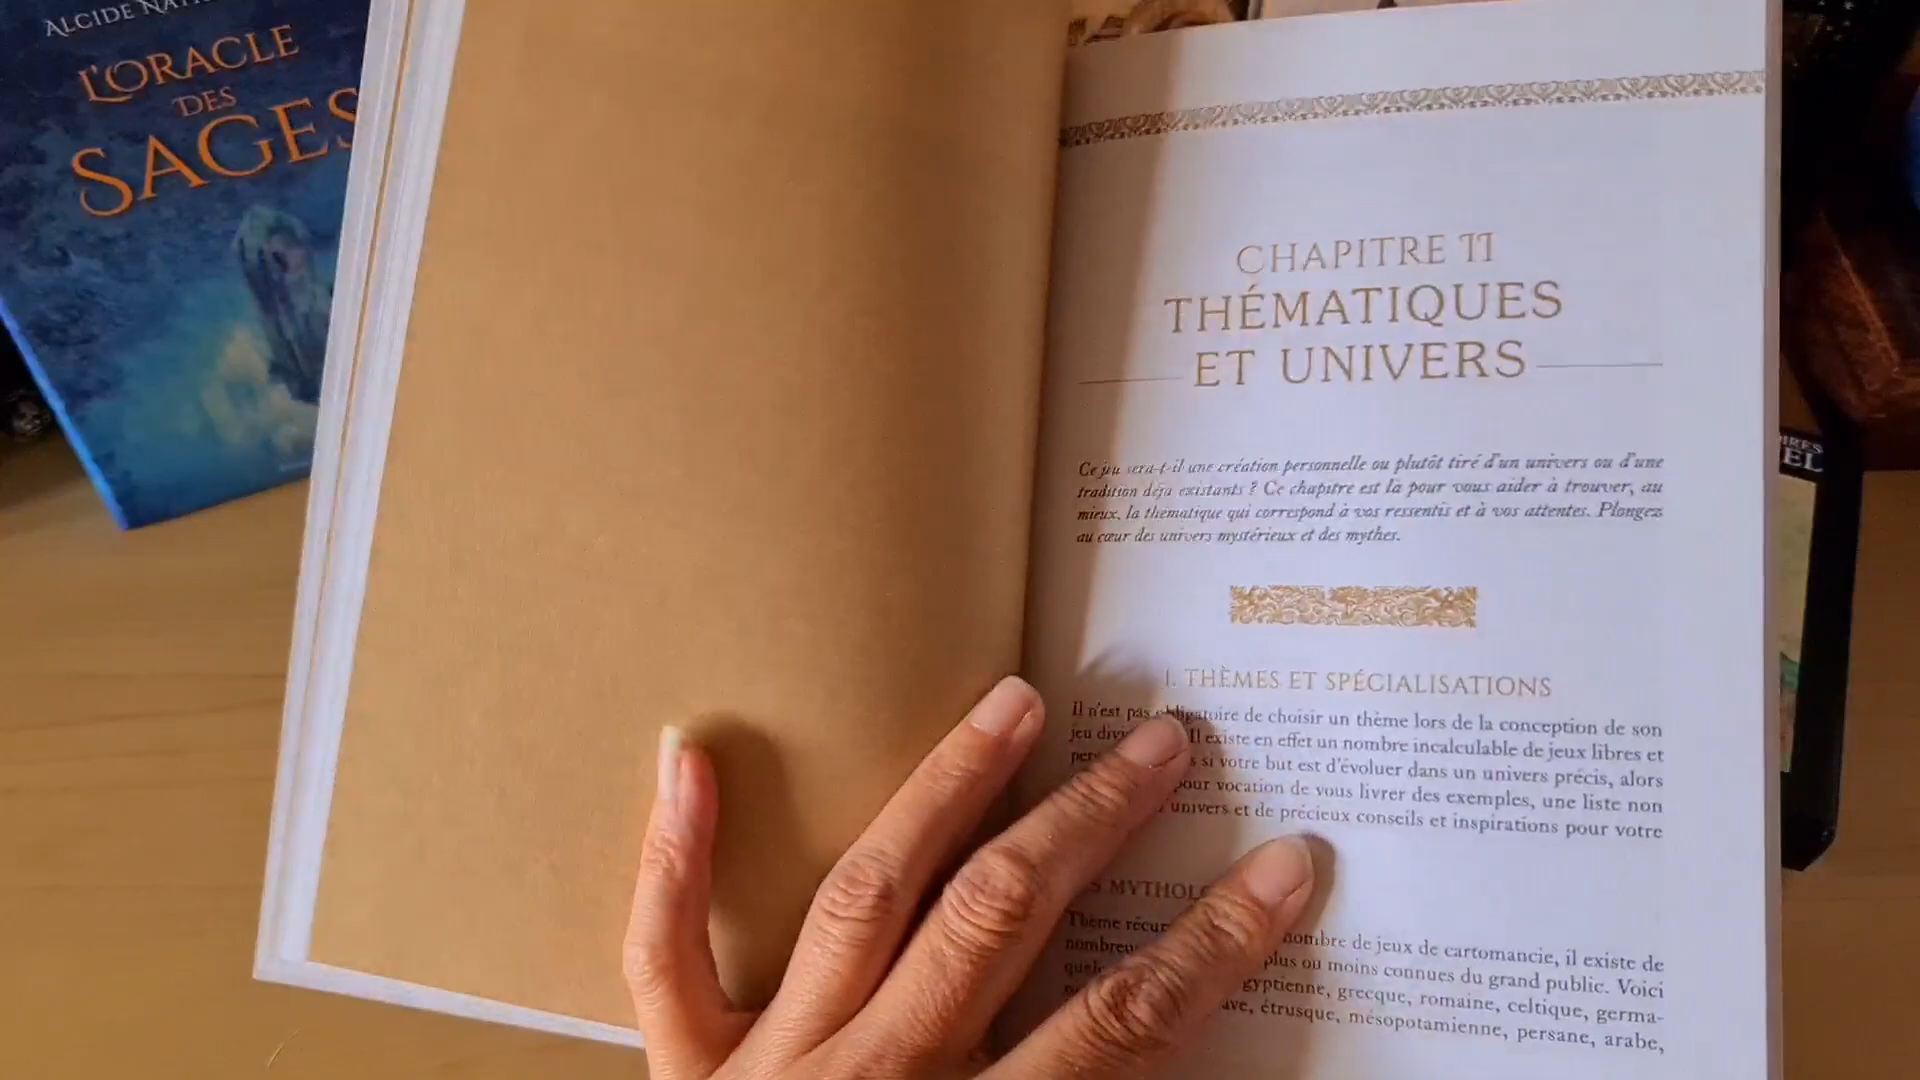 ALCIDE
L'ORACLE
DES
SAGES
CHAPITRE II
THÉMATIQUES
ET UNIVERS
Ce jeu sera-t-il une création personnelle ou plutôt tiré d'un univers ou d'une
tradition déjà existants ? Ce chapitre est là pour vous aider à trouver, au
mieux, la thématique qui correspond à vos ressentis et à vos attentes. Plongez
au cœur des univers mystérieux et des mythes.
I. THÈMES ET SPÉCIALISATIONS
Il n'est pas obligatoire de choisir un thème lors de la conception de son
jeu Il existe en effet un nombre incalculable de jeux libres et
si votre but est d'évoluer dans un univers précis, alors
pour vocation de vous livrer des exemples, une liste non
d'univers et de précieux conseils et inspirations pour votre
Thème nombre de jeux de cartomancie, il existe de
plus ou moins connues du grand public. Voici
grecque, romaine, celtique, germa-
étrusque, mésopotamienne, persane, arabe,